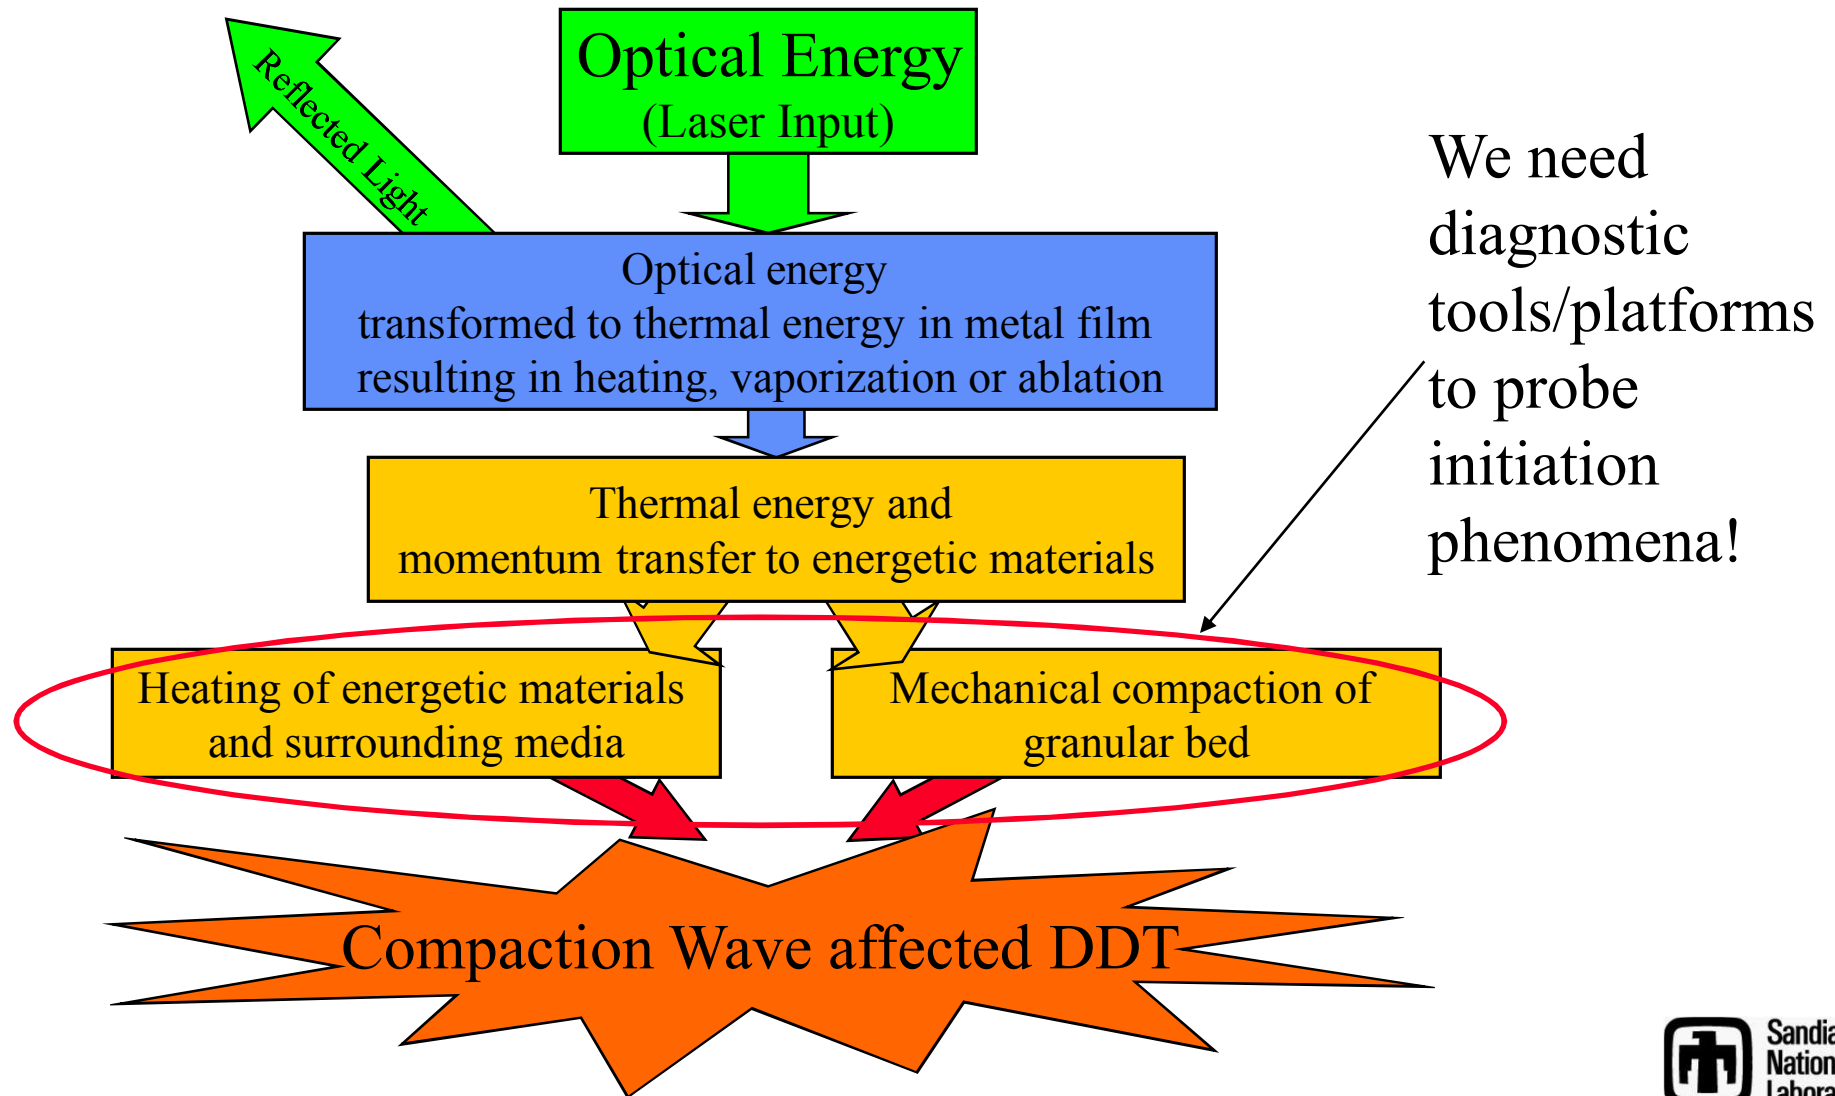 Optical Energy
(Laser Input)
Reflected Light
Optical energy
transformed to thermal energy in metal film
resulting in heating, vaporization or ablation
Thermal energy and
momentum transfer to energetic materials
Heating of energetic materials
and surrounding media
Mechanical compaction of
granular bed
Compaction Wave affected DDT
We need
diagnostic
tools/platforms
to probe
initiation
phenomena!
Sandia
Nation
Labora